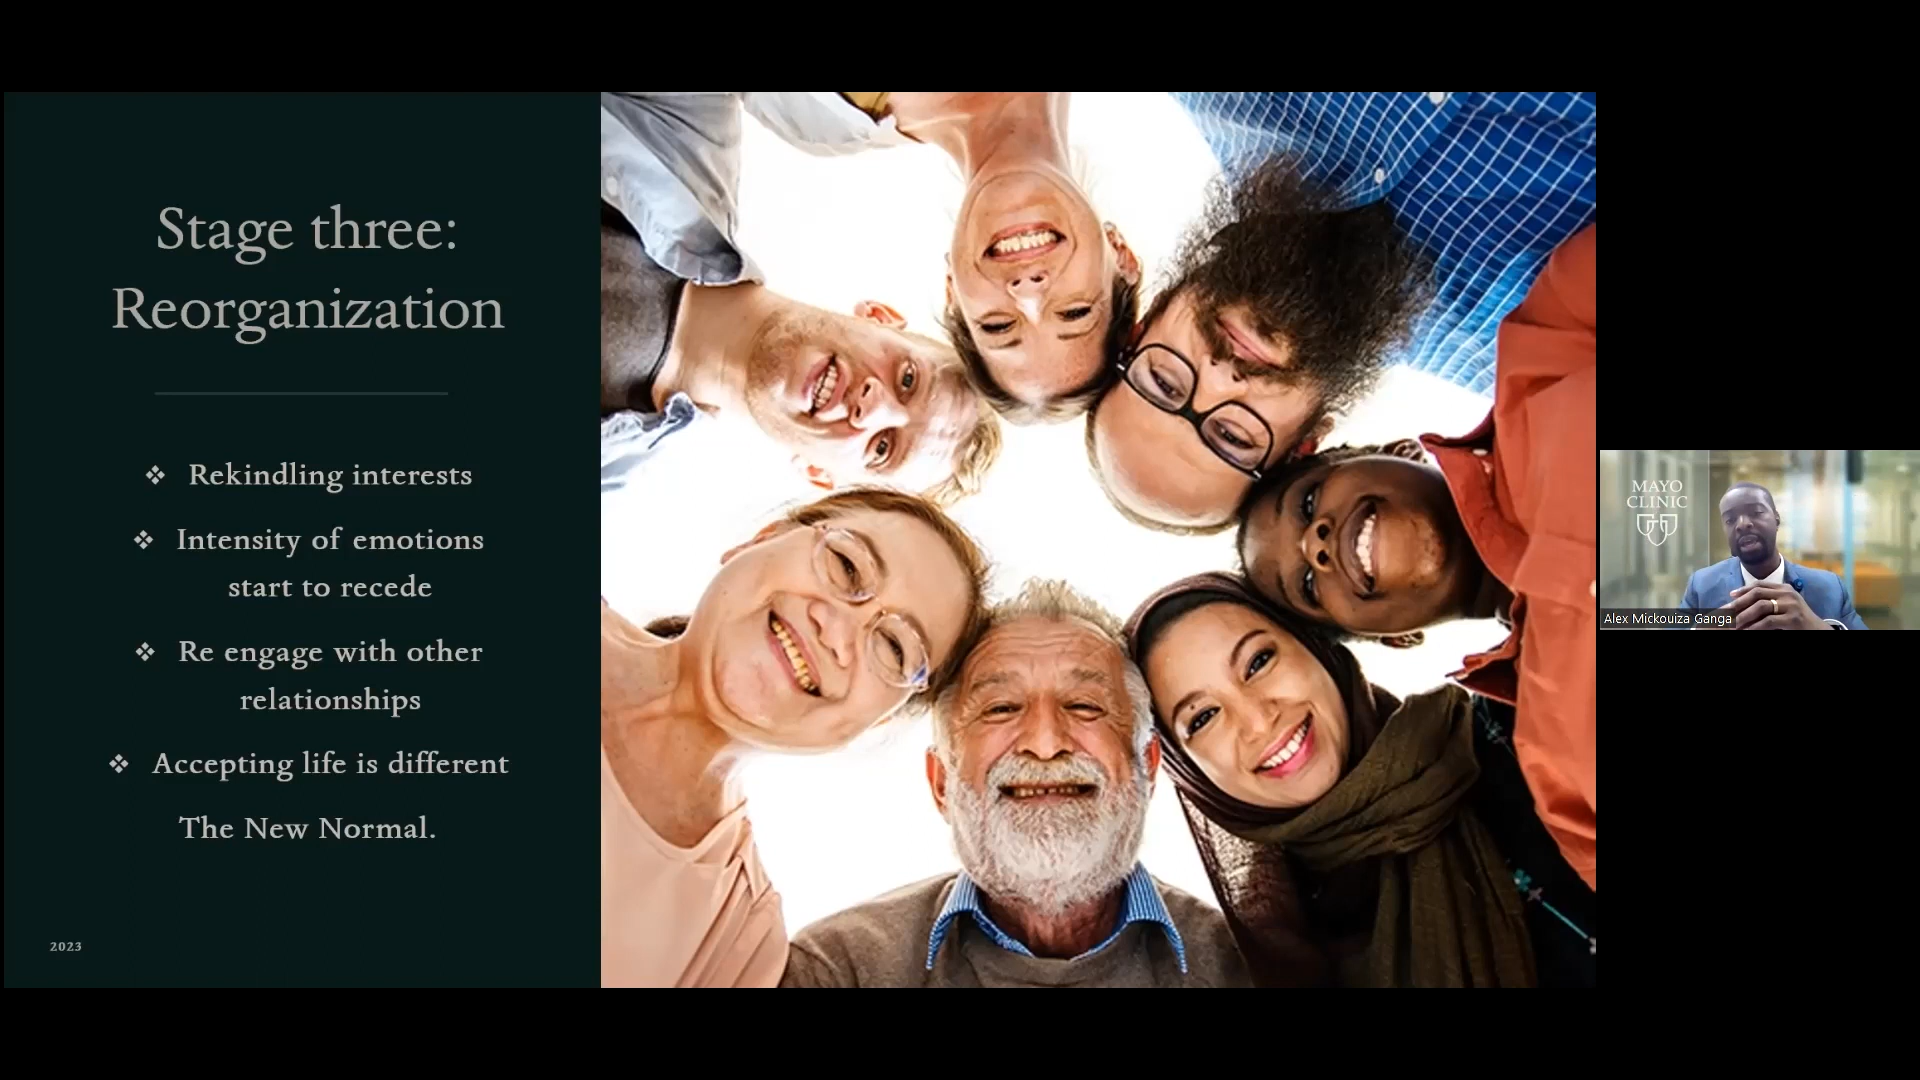 Stage three:
Reorganization
❖ Rekindling interests
❖ Intensity of emotions
start to recede
❖ Re engage with other
relationships
❖ Accepting life is different
The New Normal.
2023
MAYO
CLINIC
Alex Mickouiza Ganga